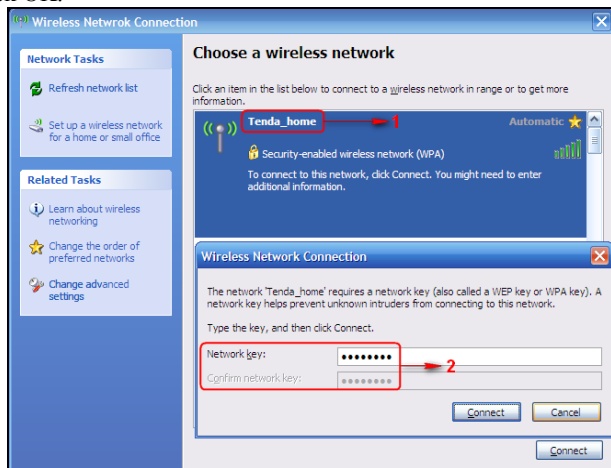 Wireless Netwrok Connection
Network Tasks
Refresh network list
Set up a wireless network
for a home or small office
Related Tasks
Learn about wireless
networking
Change the order of
preferred networks
Change advanced
settings
Choose a wireless network
Click an item in the list below to connect to a wireless network in range or to get more
information.
Tenda_home
1
Automatic
Security-enabled wireless network (WPA)
To connect to this network, click Connect. You might need to enter
additional information.
Wireless Network Connection
The network 'Tenda_home' requires a network key (also called a WEP key or WPA key). A
network key helps prevent unknown intruders from connecting to this network.
Type the key, and then click Connect.
Network key:
••••••••
2
Confirm network key:
••••••••
Connect
Cancel
Connect